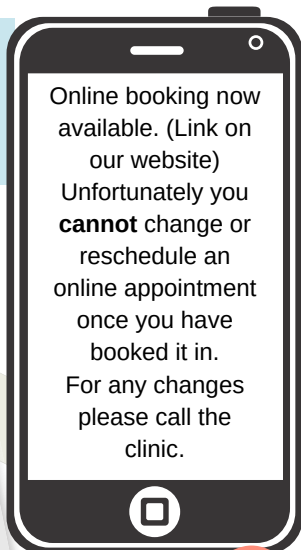 Online booking now
available. (Link on
our website)
Unfortunately you
cannot change or
reschedule an
online appointment
once you have
booked it in.
For any changes
please call the
clinic.